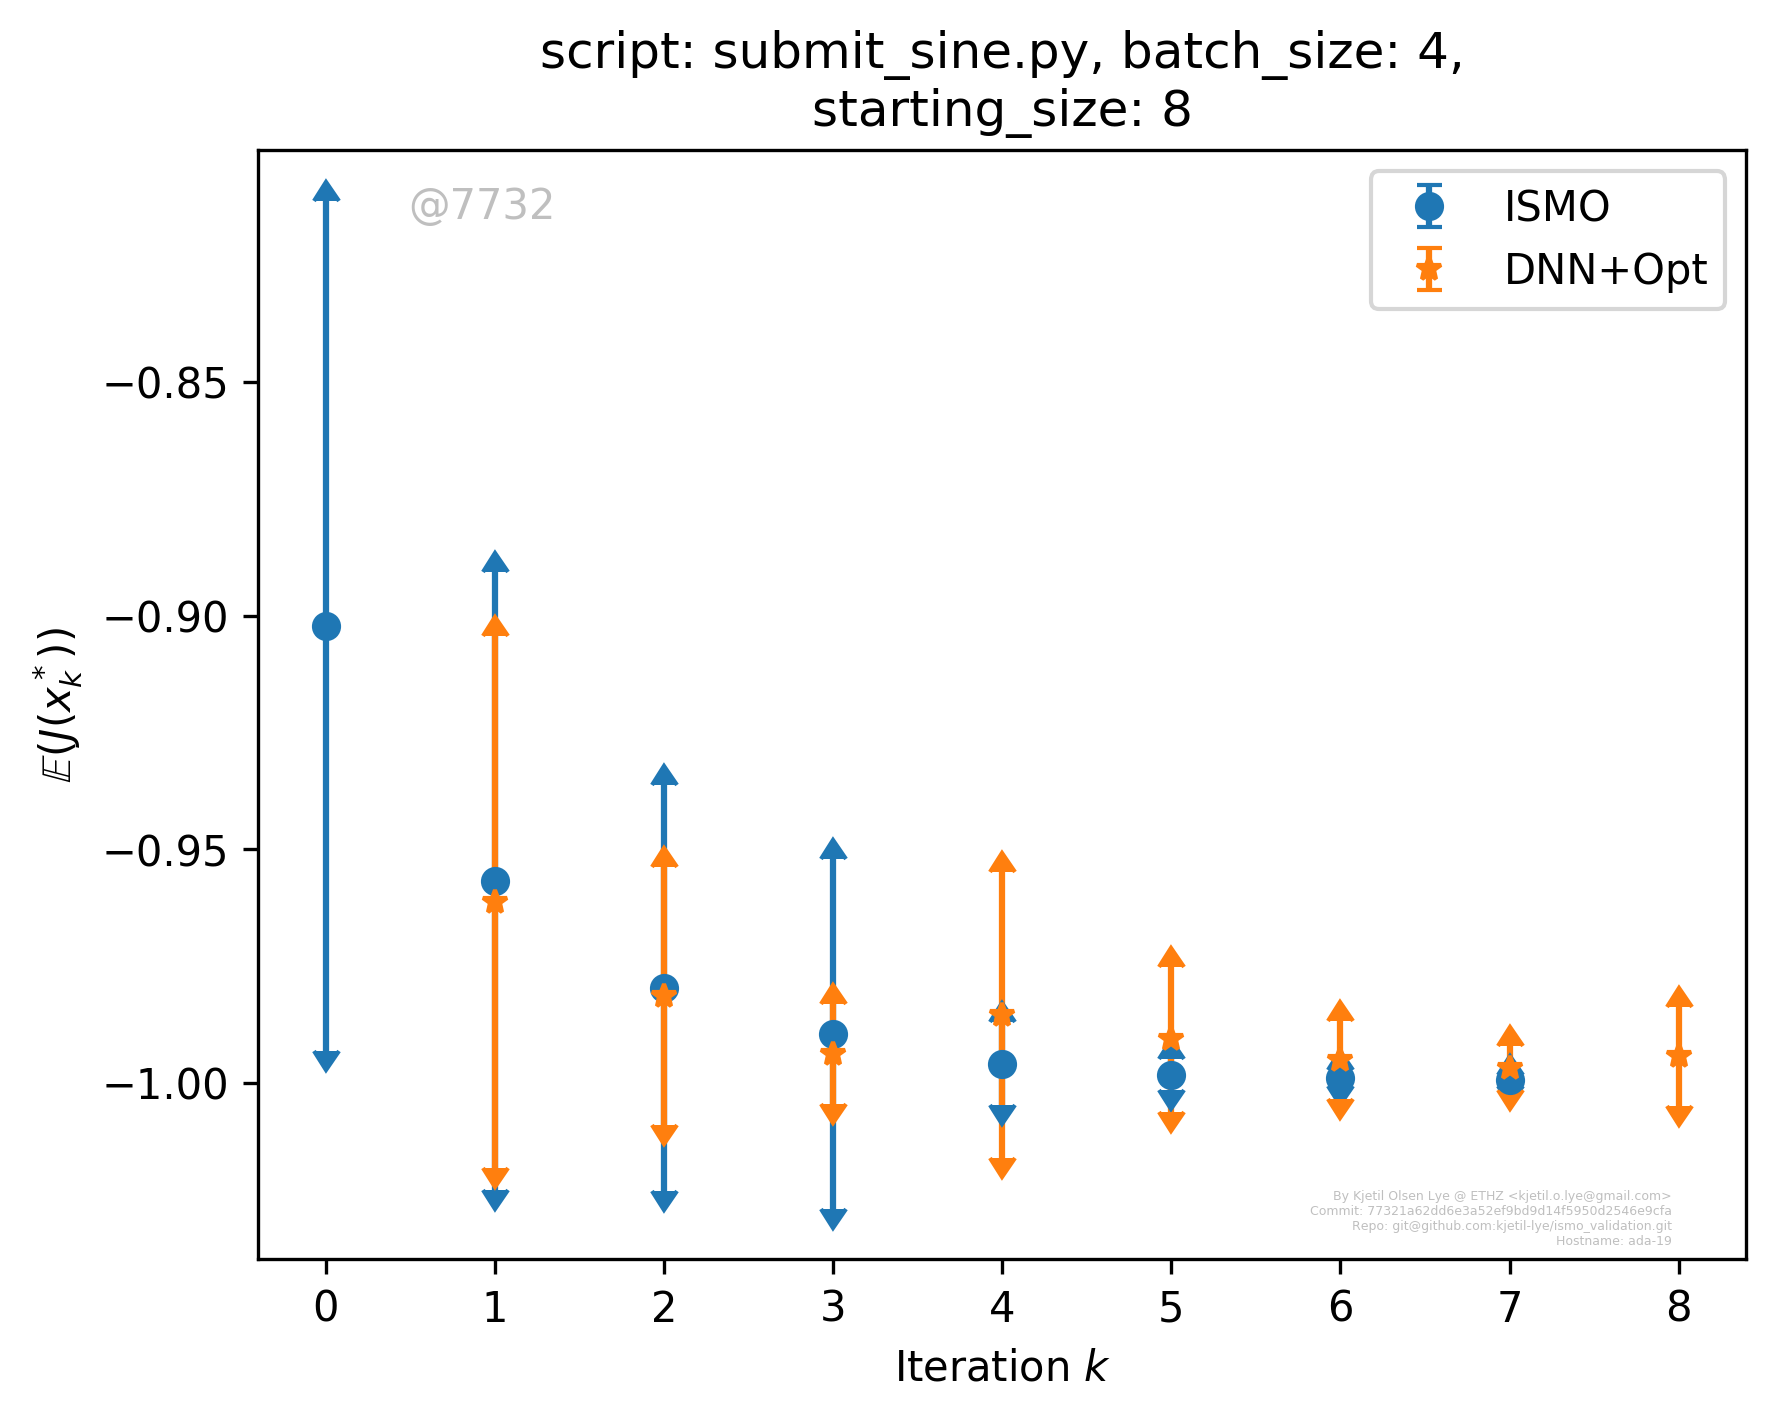 script: submit_sine.py, batch_size: 4,
starting_size: 8
@7732
ISMO
DNN+Opt
−0.85
−0.90
−0.95
−1.00
𝔼(J(x*k))
By Kjetil Olsen Lye @ ETHZ <kjetil.o.lye@gmail.com>
Commit: 77321a62dd6e3a52ef9bd9d14f5950d2546e9cfa
Repo: git@github.com:kjetil-lye/ismo_validation.git
Hostname: ada-19
0 1 2 3 4 5 6 7 8
Iteration k